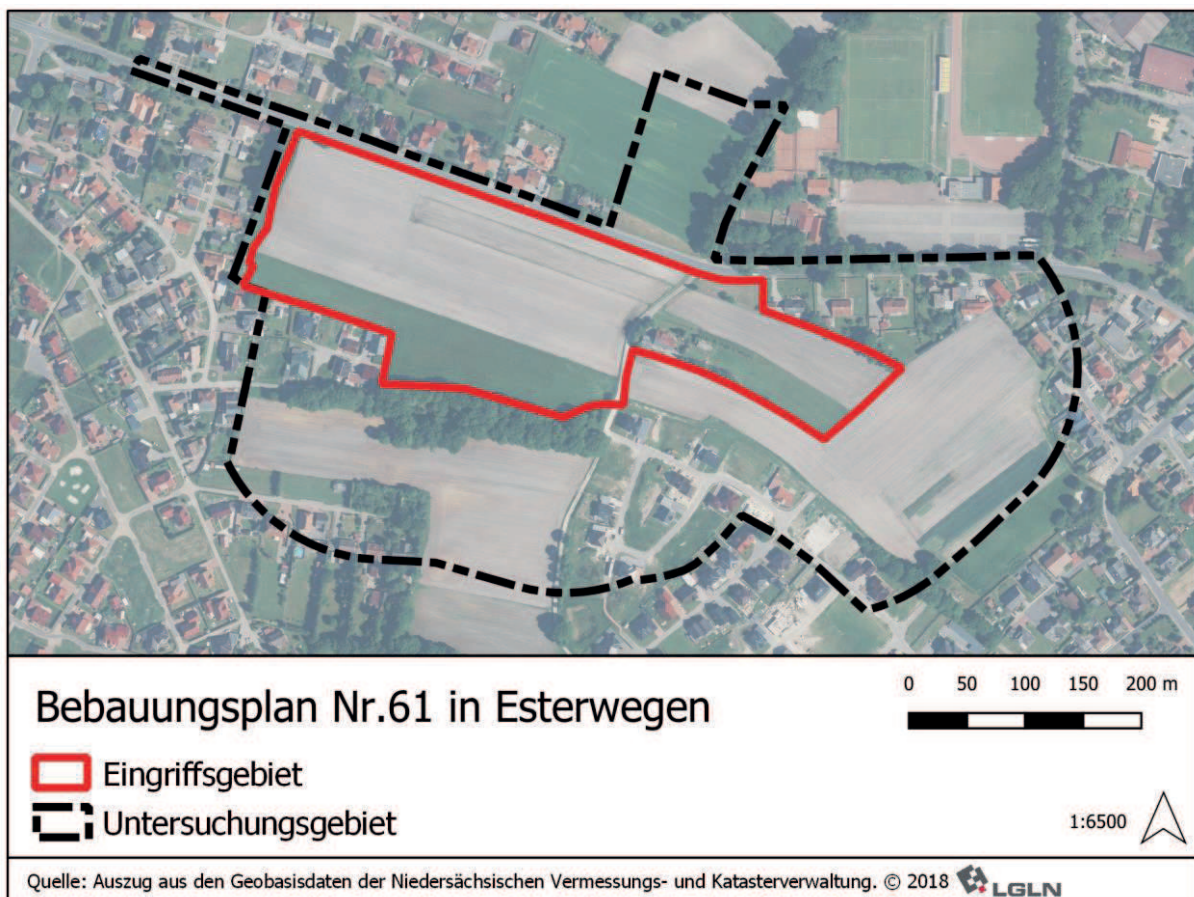 Bebauungsplan Nr.61 in Esterwegen
0 50 100 150 200 m
Eingriffsgebiet
Untersuchungsgebiet
1:6500
Quelle: Auszug aus den Geobasisdaten der Niedersächsischen Vermessungs- und Katasterverwaltung. © 2018 LGLN